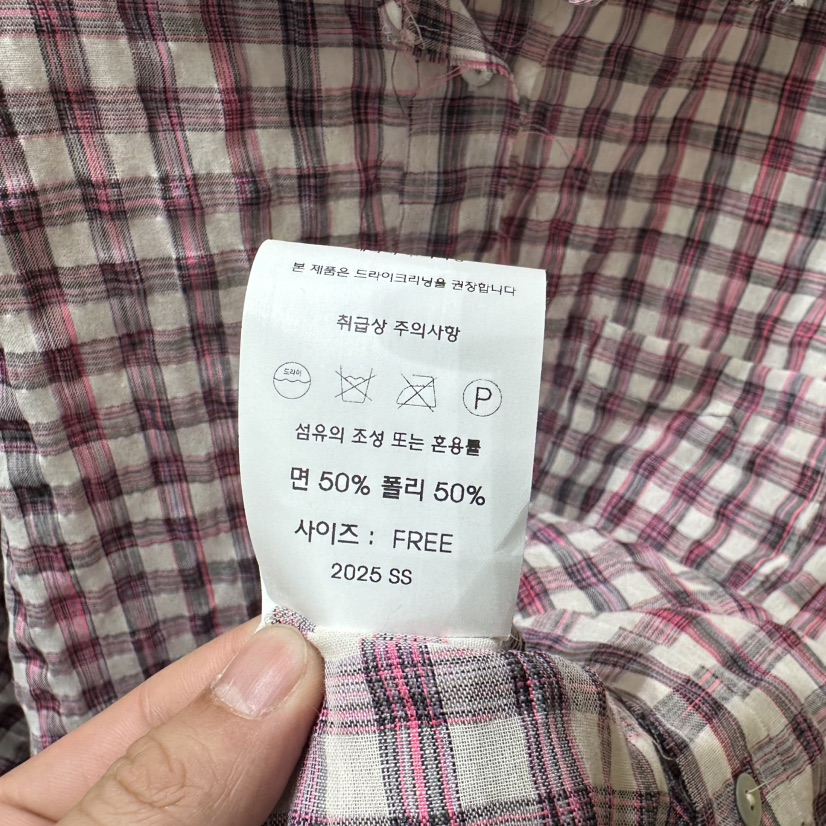 본 제품은 드라이크리닝을 권장합니다
취급상 주의사항
드라이
P
섬유의 조성 또는 혼용률
면 50% 폴리 50%
사이즈 : FREE
2025 SS